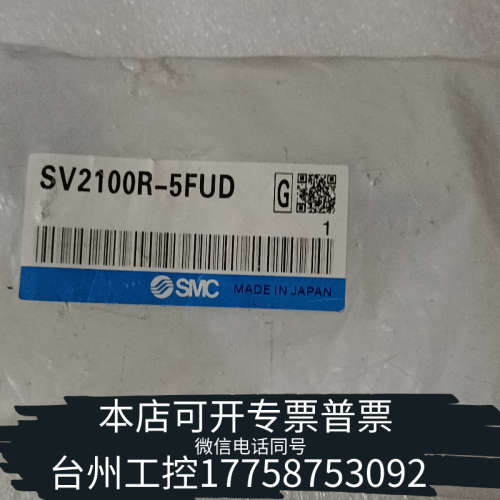 SV2100R-5FUD
G
1
SMC MADE IN JAPAN
本店可开专票普票
微信电话同号
台州工控17758753092